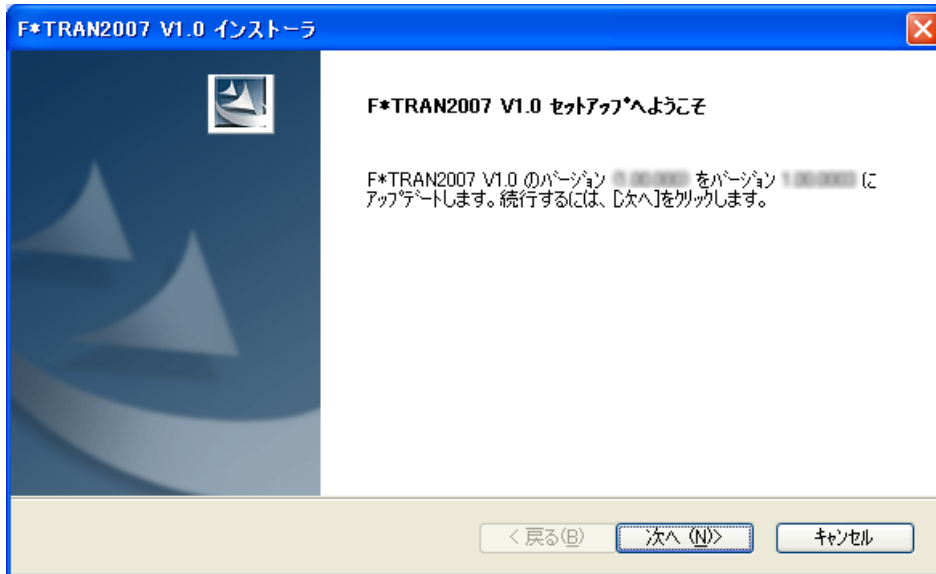 F*TRAN2007 V1.0 インストーラ
F*TRAN2007 V1.0 セットアップへようこそ
F*TRAN2007 V1.0 のバージョン をバージョン に
アップデートします。続行するには、[次へ]をクリックします。
< 戻る(B)
次へ (N)>
キャンセル